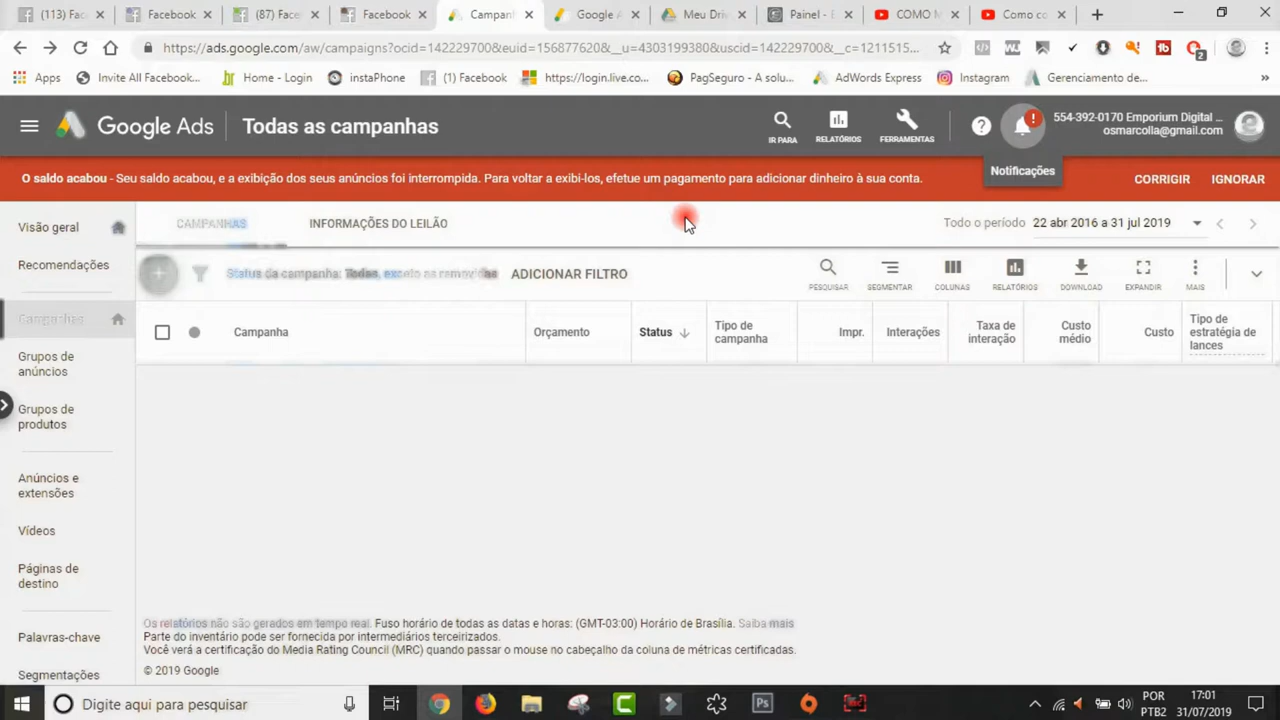 (113) Fac
Facebook
(87) Face
Facebook
Campanh
Google A
Meu Driv
Painel - E
COMO M
Como co
https://ads.google.com/aw/campaigns?ocid=142229700&euid=156877620&__u=4303199380&uscid=142229700&__c=1211515...
Apps
Invite All Facebook...
Home - Login
instaPhone
(1) Facebook
https://login.live.co...
PagSeguro - A solu...
AdWords Express
Instagram
Gerenciamento de...
Google Ads
Todas as campanhas
IR PARA
RELATÓRIOS
FERRAMENTAS
554-392-0170 Emporium Digital ...
osmarcolla@gmail.com
Notificações
O saldo acabou - Seu saldo acabou, e a exibição dos seus anúncios foi interrompida. Para voltar a exibi-los, efetue um pagamento para adicionar dinheiro à sua conta.
CORRIGIR
IGNORAR
Visão geral
Recomendações
Campanhas
Grupos de
anúncios
Grupos de
produtos
Anúncios e
extensões
Vídeos
Páginas de
destino
Palavras-chave
Segmentações
CAMPANHAS
INFORMAÇÕES DO LEILÃO
Todo o período
22 abr 2016 a 31 jul 2019
Status da campanha: Todas, exceto as removidas
ADICIONAR FILTRO
PESQUISAR
SEGMENTAR
COLUNAS
RELATÓRIOS
DOWNLOAD
EXPANDIR
MAIS
Campanha
Orçamento
Status
Tipo de
campanha
Impr.
Interações
Taxa de
interação
Custo
médio
Custo
Tipo de
estratégia de
lances
Os relatórios não são gerados em tempo real. Fuso horário de todas as datas e horas: (GMT-03:00) Horário de Brasília. Saiba mais
Parte do inventário pode ser fornecida por intermediários terceirizados.
Você verá a certificação do Media Rating Council (MRC) quando passar o mouse no cabeçalho da coluna de métricas certificadas.
© 2019 Google
Digite aqui para pesquisar
POR
PTB2
17:01
31/07/2019